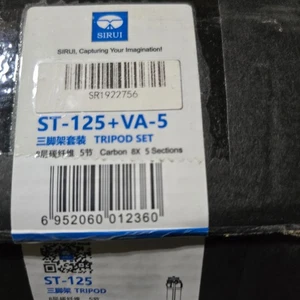 SIRUI
SIRUI, Capturing Your Imagination!
SR1922756
ST-125+VA-5
三脚架套装 TRIPOD SET
8层碳纤维 5节 Carbon 8X 5 Sections
6 952060 012360
ST-125
三脚架 TRIPOD